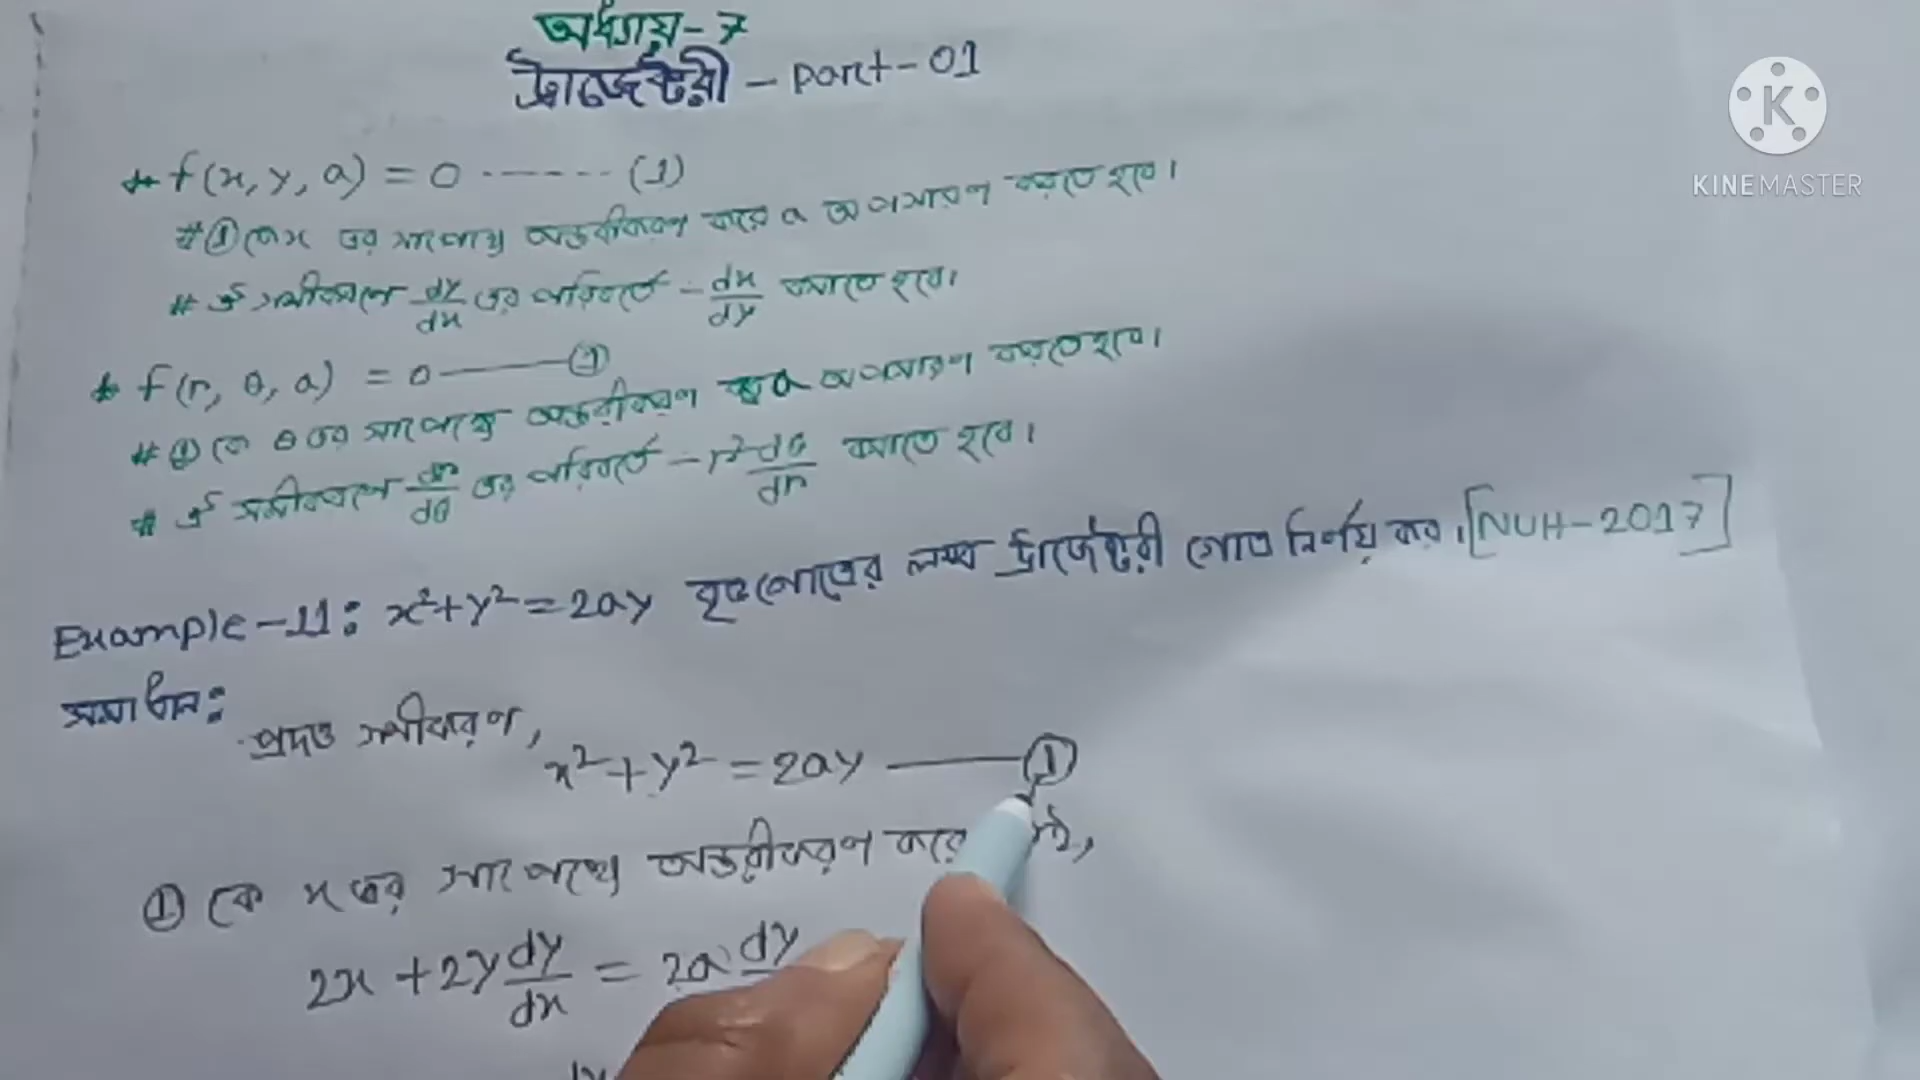 অধ্যায়-7
ট্রাজেক্টরী - Part-01
* f(x, y, a) = 0 ------ (1)
# ① কে x এর সাপেক্ষে অন্তরীকরণ করে a অপসারণ করতে হবে।
# ঐ সমীকরণে dy/dx এর পরিবর্তে - dx/dy বসাতে হবে।
* f(r, θ, a) = 0 —— ①
# ① কে θ এর সাপেক্ষে অন্তরীকরণ করে a অপসারণ করতে হবে।
# ঐ সমীকরণে dr/dθ এর পরিবর্তে - r² dθ/dr বসাতে হবে।
Example-11: x²+y² = 2ay বৃত্তগোত্রের লম্ব ট্রাজেক্টরী গোত্র নির্ণয় কর। [NUH-2017]
সমাধান:
প্রদত্ত সমীকরণ,
x² + y² = 2ay —— ①
① কে x এর সাপেক্ষে অন্তরীকরণ করে
2x + 2y dy/dx = 2a dy
KINEMASTER